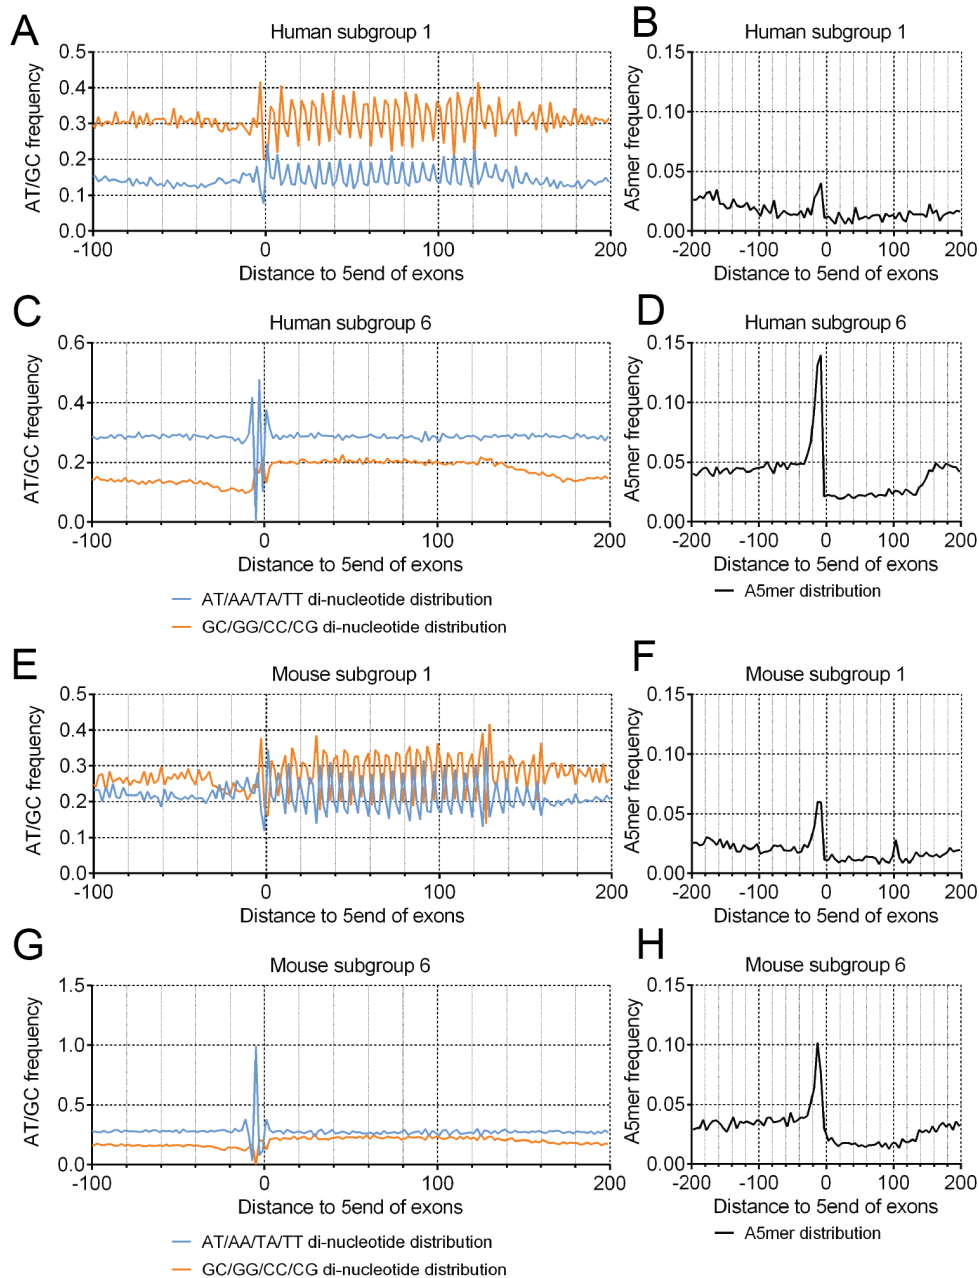 A
Human subgroup 1
AT/GC frequency
0.5
0.4
0.3
0.2
0.1
0.0
-100 0 100 200
Distance to 5end of exons
B
Human subgroup 1
A5mer frequency
0.15
0.10
0.05
0.00
-200 -100 0 100 200
Distance to 5end of exons
C
Human subgroup 6
AT/GC frequency
0.6
0.4
0.2
0.0
-100 0 100 200
Distance to 5end of exons
AT/AA/TA/TT di-nucleotide distribution
GC/GG/CC/CG di-nucleotide distribution
D
Human subgroup 6
A5mer frequency
0.15
0.10
0.05
0.00
-200 -100 0 100 200
Distance to 5end of exons
A5mer distribution
E
Mouse subgroup 1
AT/GC frequency
0.5
0.4
0.3
0.2
0.1
0.0
-100 0 100 200
Distance to 5end of exons
F
Mouse subgroup 1
A5mer frequency
0.15
0.10
0.05
0.00
-200 -100 0 100 200
Distance to 5end of exons
G
Mouse subgroup 6
AT/GC frequency
1.5
1.0
0.5
0.0
-100 0 100 200
Distance to 5end of exons
AT/AA/TA/TT di-nucleotide distribution
GC/GG/CC/CG di-nucleotide distribution
H
Mouse subgroup 6
A5mer frequency
0.15
0.10
0.05
0.00
-200 -100 0 100 200
Distance to 5end of exons
A5mer distribution